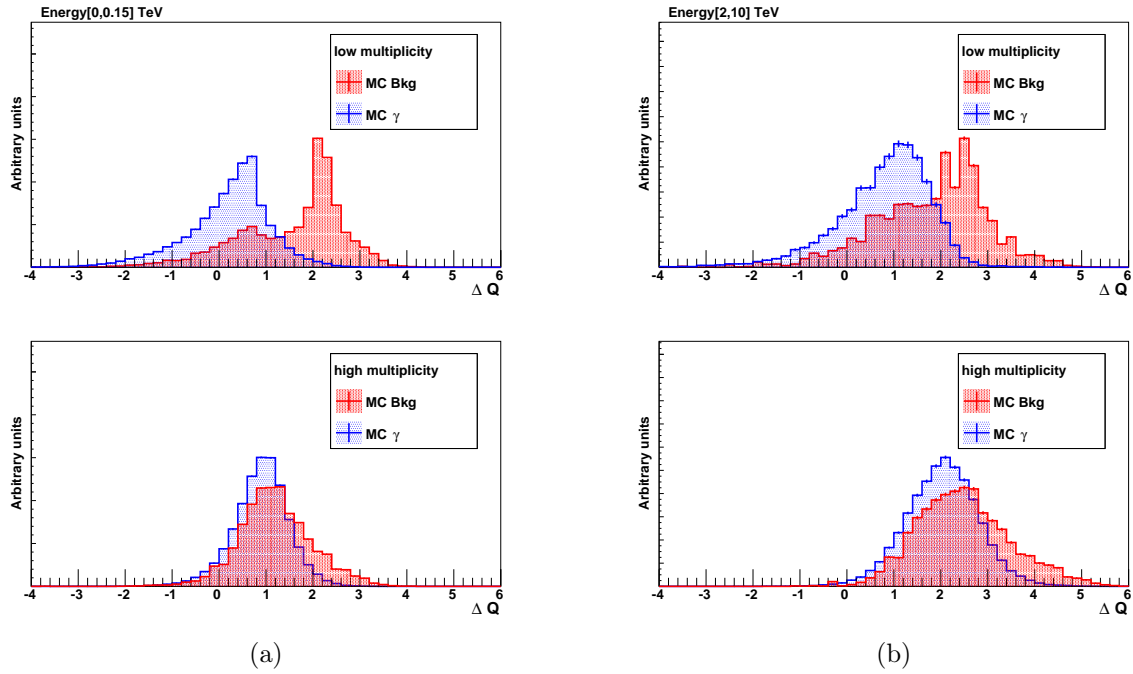 Energy[0,0.15] TeV
Arbitrary units
low multiplicity
MC Bkg
MC γ
-4 -3 -2 -1 0 1 2 3 4 5 6
Δ Q
Energy[2,10] TeV
Arbitrary units
low multiplicity
MC Bkg
MC γ
-4 -3 -2 -1 0 1 2 3 4 5 6
Δ Q
Arbitrary units
high multiplicity
MC Bkg
MC γ
-4 -3 -2 -1 0 1 2 3 4 5 6
Δ Q
Arbitrary units
high multiplicity
MC Bkg
MC γ
-4 -3 -2 -1 0 1 2 3 4 5 6
Δ Q
(a)
(b)